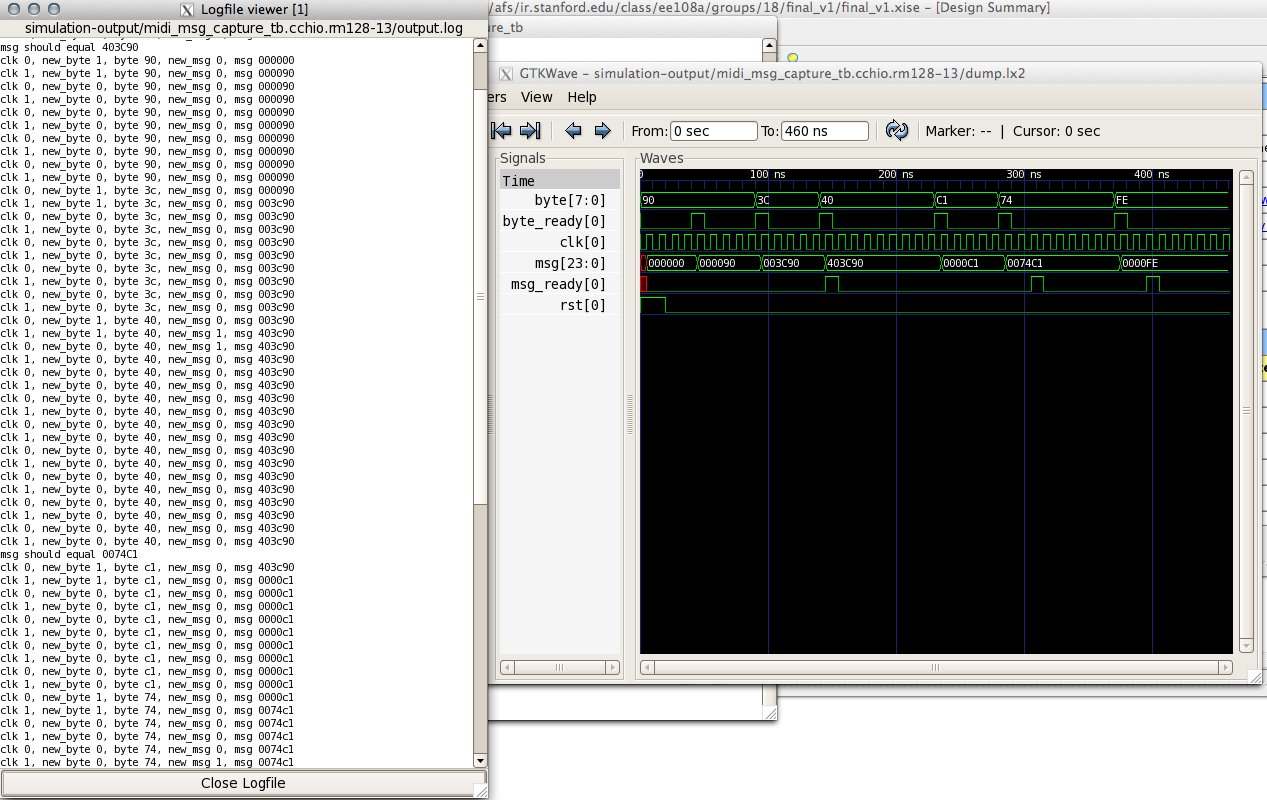 Logfile viewer [1]
simulation-output/midi_msg_capture_tb.cchio.rm128-13/output.log
msg should equal 403C90
clk 0, new_byte 1, byte 90, new_msg 0, msg 000000
clk 1, new_byte 1, byte 90, new_msg 0, msg 000090
clk 0, new_byte 0, byte 90, new_msg 0, msg 000090
clk 1, new_byte 0, byte 90, new_msg 0, msg 000090
clk 0, new_byte 0, byte 90, new_msg 0, msg 000090
clk 1, new_byte 0, byte 90, new_msg 0, msg 000090
clk 0, new_byte 0, byte 90, new_msg 0, msg 000090
clk 1, new_byte 0, byte 90, new_msg 0, msg 000090
clk 0, new_byte 0, byte 90, new_msg 0, msg 000090
clk 1, new_byte 0, byte 90, new_msg 0, msg 000090
clk 0, new_byte 1, byte 3c, new_msg 0, msg 000090
clk 1, new_byte 1, byte 3c, new_msg 0, msg 003c90
clk 0, new_byte 0, byte 3c, new_msg 0, msg 003c90
clk 1, new_byte 0, byte 3c, new_msg 0, msg 003c90
clk 0, new_byte 0, byte 3c, new_msg 0, msg 003c90
clk 1, new_byte 0, byte 3c, new_msg 0, msg 003c90
clk 0, new_byte 0, byte 3c, new_msg 0, msg 003c90
clk 1, new_byte 0, byte 3c, new_msg 0, msg 003c90
clk 0, new_byte 0, byte 3c, new_msg 0, msg 003c90
clk 1, new_byte 0, byte 3c, new_msg 0, msg 003c90
clk 0, new_byte 1, byte 40, new_msg 0, msg 003c90
clk 1, new_byte 1, byte 40, new_msg 1, msg 403c90
clk 0, new_byte 0, byte 40, new_msg 1, msg 403c90
clk 1, new_byte 0, byte 40, new_msg 0, msg 403c90
clk 0, new_byte 0, byte 40, new_msg 0, msg 403c90
clk 1, new_byte 0, byte 40, new_msg 0, msg 403c90
clk 0, new_byte 0, byte 40, new_msg 0, msg 403c90
clk 1, new_byte 0, byte 40, new_msg 0, msg 403c90
clk 0, new_byte 0, byte 40, new_msg 0, msg 403c90
clk 1, new_byte 0, byte 40, new_msg 0, msg 403c90
clk 0, new_byte 0, byte 40, new_msg 0, msg 403c90
clk 1, new_byte 0, byte 40, new_msg 0, msg 403c90
clk 0, new_byte 0, byte 40, new_msg 0, msg 403c90
clk 1, new_byte 0, byte 40, new_msg 0, msg 403c90
clk 0, new_byte 0, byte 40, new_msg 0, msg 403c90
clk 1, new_byte 0, byte 40, new_msg 0, msg 403c90
clk 0, new_byte 0, byte 40, new_msg 0, msg 403c90
clk 1, new_byte 0, byte 40, new_msg 0, msg 403c90
msg should equal 0074C1
clk 0, new_byte 1, byte c1, new_msg 0, msg 403c90
clk 1, new_byte 1, byte c1, new_msg 0, msg 0000c1
clk 0, new_byte 0, byte c1, new_msg 0, msg 0000c1
clk 1, new_byte 0, byte c1, new_msg 0, msg 0000c1
clk 0, new_byte 0, byte c1, new_msg 0, msg 0000c1
clk 1, new_byte 0, byte c1, new_msg 0, msg 0000c1
clk 0, new_byte 0, byte c1, new_msg 0, msg 0000c1
clk 1, new_byte 0, byte c1, new_msg 0, msg 0000c1
clk 0, new_byte 0, byte c1, new_msg 0, msg 0000c1
clk 1, new_byte 0, byte c1, new_msg 0, msg 0000c1
clk 0, new_byte 1, byte 74, new_msg 0, msg 0000c1
clk 1, new_byte 1, byte 74, new_msg 0, msg 0074c1
clk 0, new_byte 0, byte 74, new_msg 0, msg 0074c1
clk 1, new_byte 0, byte 74, new_msg 0, msg 0074c1
clk 0, new_byte 0, byte 74, new_msg 0, msg 0074c1
clk 1, new_byte 0, byte 74, new_msg 1, msg 0074c1
Close Logfile
/afs/ir.stanford.edu/class/ee108a/groups/18/final_v1/final_v1.xise - [Design Summary]
ure_tb
GTKWave - simulation-output/midi_msg_capture_tb.cchio.rm128-13/dump.lx2
ers View Help
From: 0 sec To: 460 ns Marker: -- | Cursor: 0 sec
Signals Waves
Time 0 100 ns 200 ns 300 ns 400 ns
byte[7:0] 90 3C 40 C1 74 FE
byte_ready[0]
clk[0]
msg[23:0] 000000 000090 003C90 403C90 0000C1 0074C1 0000FE
msg_ready[0]
rst[0]